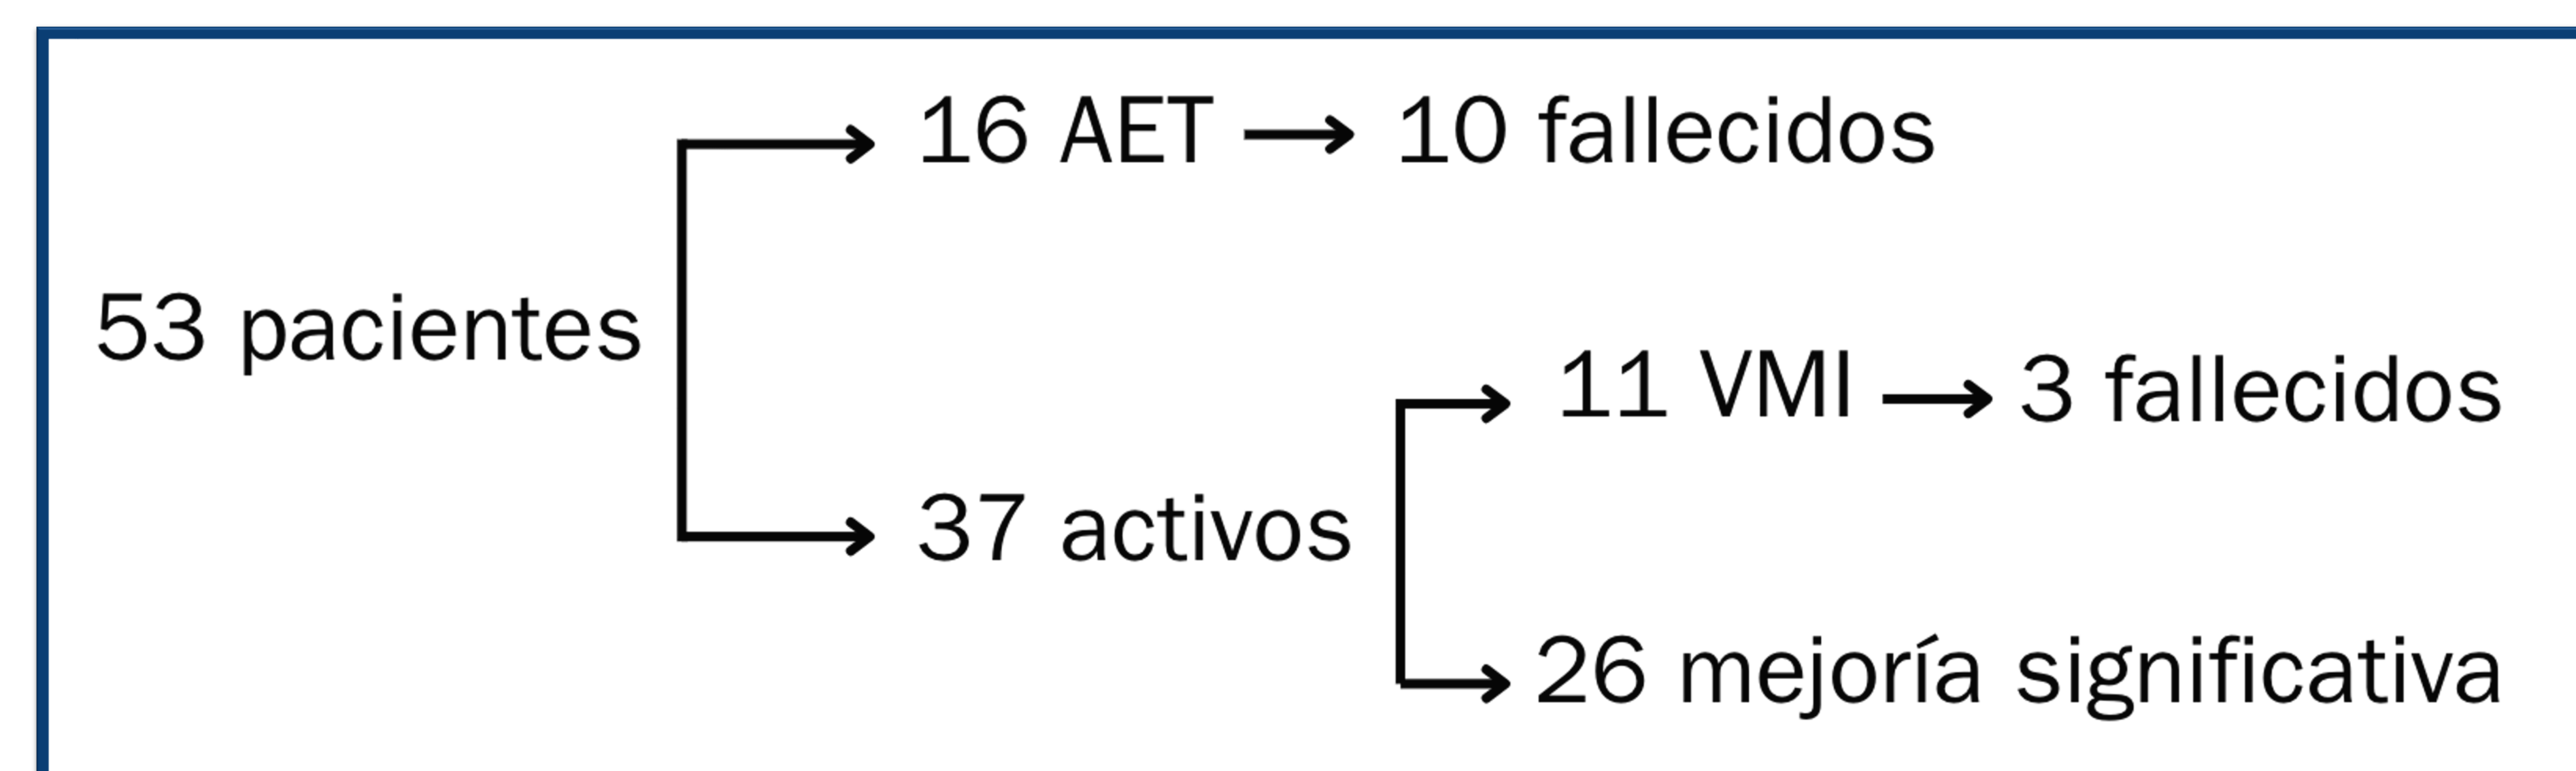 16 AET → 10 fallecidos
53 pacientes
11 VMI → 3 fallecidos
37 activos
26 mejoría significativa